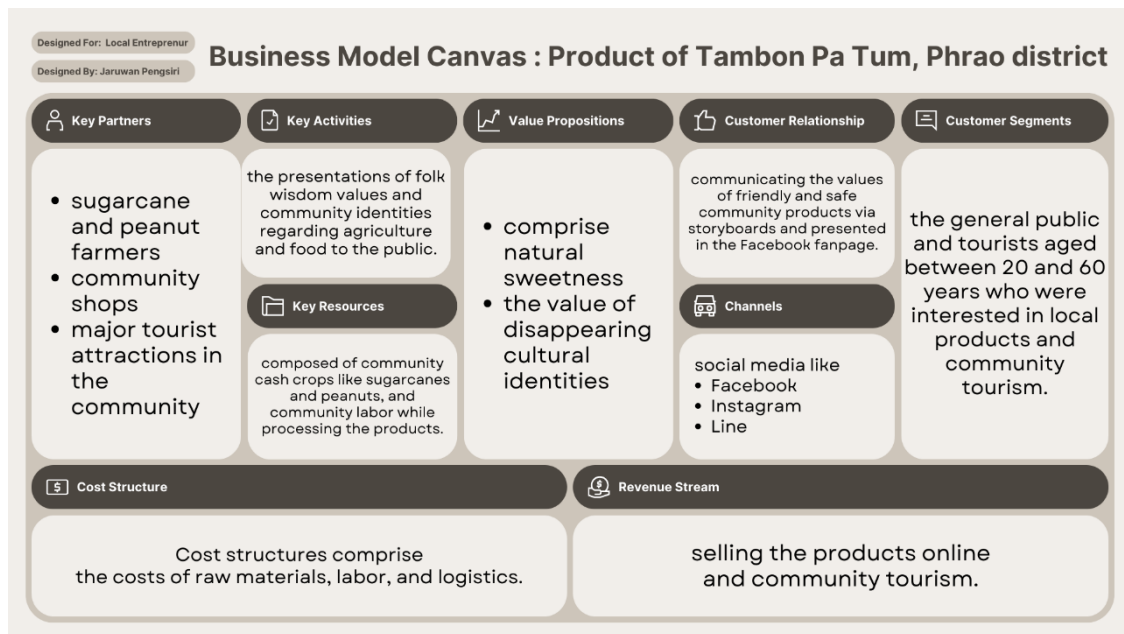 Designed For: Local Entreprenur
Designed By: Jaruwan Pengsiri
Business Model Canvas : Product of Tambon Pa Tum, Phrao district
Key Partners
• sugarcane
and peanut
farmers
• community
shops
• major tourist
attractions in
the
community
Key Activities
the presentations of folk
wisdom values and
community identities
regarding agriculture
and food to the public.
Key Resources
composed of community
cash crops like sugarcanes
and peanuts, and
community labor while
processing the products.
Value Propositions
• comprise
natural
sweetness
• the value of
disappearing
cultural
identities
Customer Relationship
communicating the values
of friendly and safe
community products via
storyboards and presented
in the Facebook fanpage.
Channels
social media like
• Facebook
• Instagram
• Line
Customer Segments
the general public
and tourists aged
between 20 and 60
years who were
interested in local
products and
community
tourism.
Cost Structure
Cost structures comprise
the costs of raw materials, labor, and logistics.
Revenue Stream
selling the products online
and community tourism.